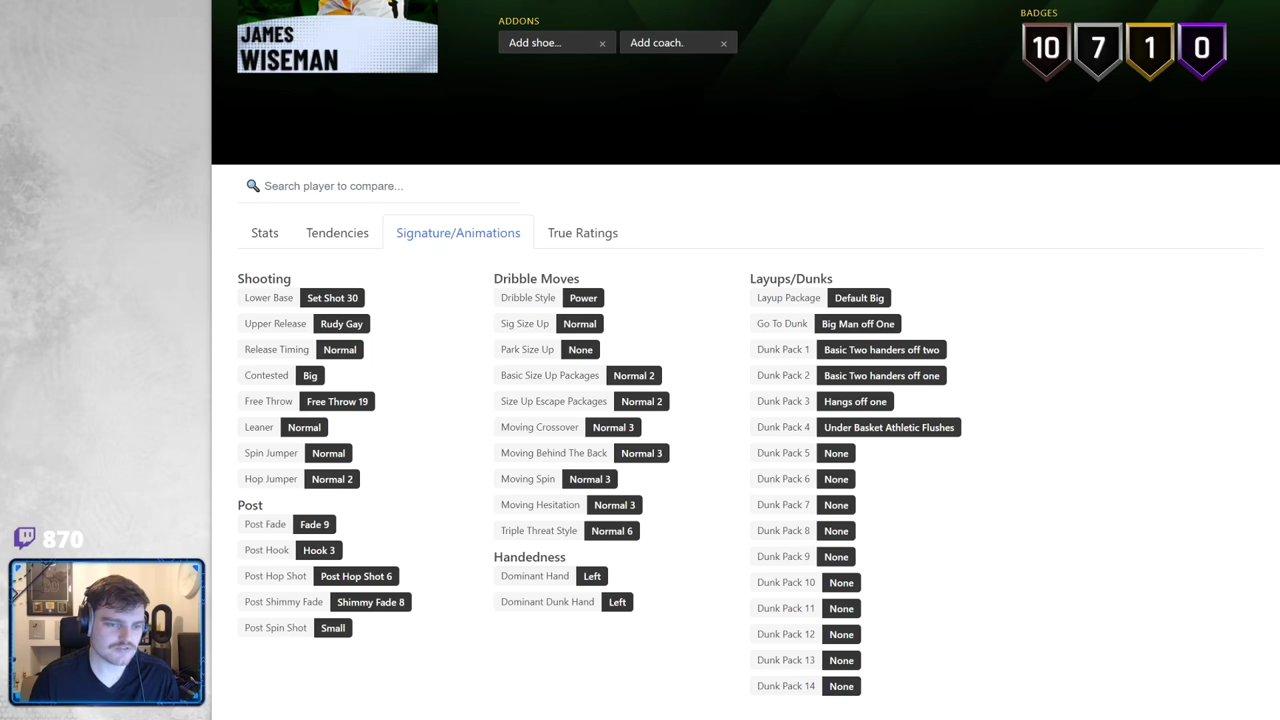 JAMES
WISEMAN
ADDONS
Add shoe... ×
Add coach. ×
BADGES
10 7 1 0
Search player to compare...
Stats Tendencies Signature/Animations True Ratings
Shooting
Lower Base Set Shot 30
Upper Release Rudy Gay
Release Timing Normal
Contested Big
Free Throw Free Throw 19
Leaner Normal
Spin Jumper Normal
Hop Jumper Normal 2
Post
Post Fade Fade 9
Post Hook Hook 3
Post Hop Shot Post Hop Shot 6
Post Shimmy Fade Shimmy Fade 8
Post Spin Shot Small
Dribble Moves
Dribble Style Power
Sig Size Up Normal
Park Size Up None
Basic Size Up Packages Normal 2
Size Up Escape Packages Normal 2
Moving Crossover Normal 3
Moving Behind The Back Normal 3
Moving Spin Normal 3
Moving Hesitation Normal 3
Triple Threat Style Normal 6
Handedness
Dominant Hand Left
Dominant Dunk Hand Left
Layups/Dunks
Layup Package Default Big
Go To Dunk Big Man off One
Dunk Pack 1 Basic Two handers off two
Dunk Pack 2 Basic Two handers off one
Dunk Pack 3 Hangs off one
Dunk Pack 4 Under Basket Athletic Flushes
Dunk Pack 5 None
Dunk Pack 6 None
Dunk Pack 7 None
Dunk Pack 8 None
Dunk Pack 9 None
Dunk Pack 10 None
Dunk Pack 11 None
Dunk Pack 12 None
Dunk Pack 13 None
Dunk Pack 14 None
870